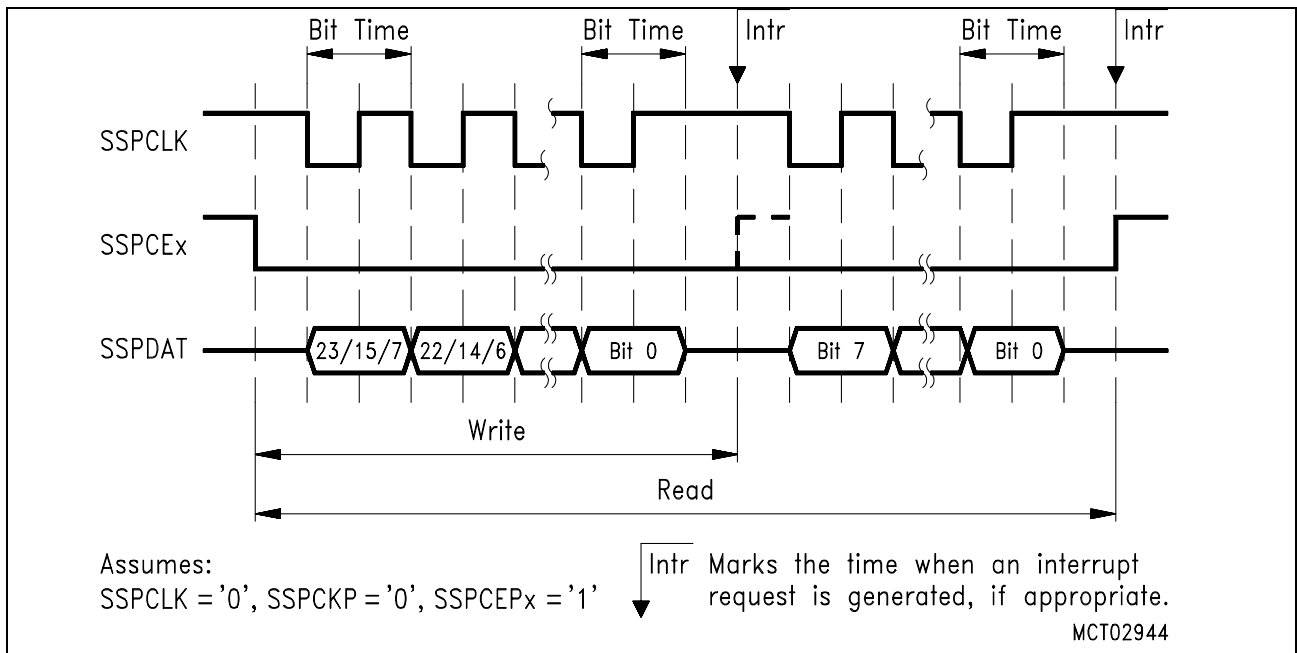 Bit Time
Bit Time
Intr
Bit Time
Intr
SSPCLK
SSPCEx
SSPDAT
23/15/7
22/14/6
Bit 0
Bit 7
Bit 0
Write
Read
Assumes:
SSPCLK = '0', SSPCKP = '0', SSPCEPx = '1'
Intr Marks the time when an interrupt
request is generated, if appropriate.
MCT02944